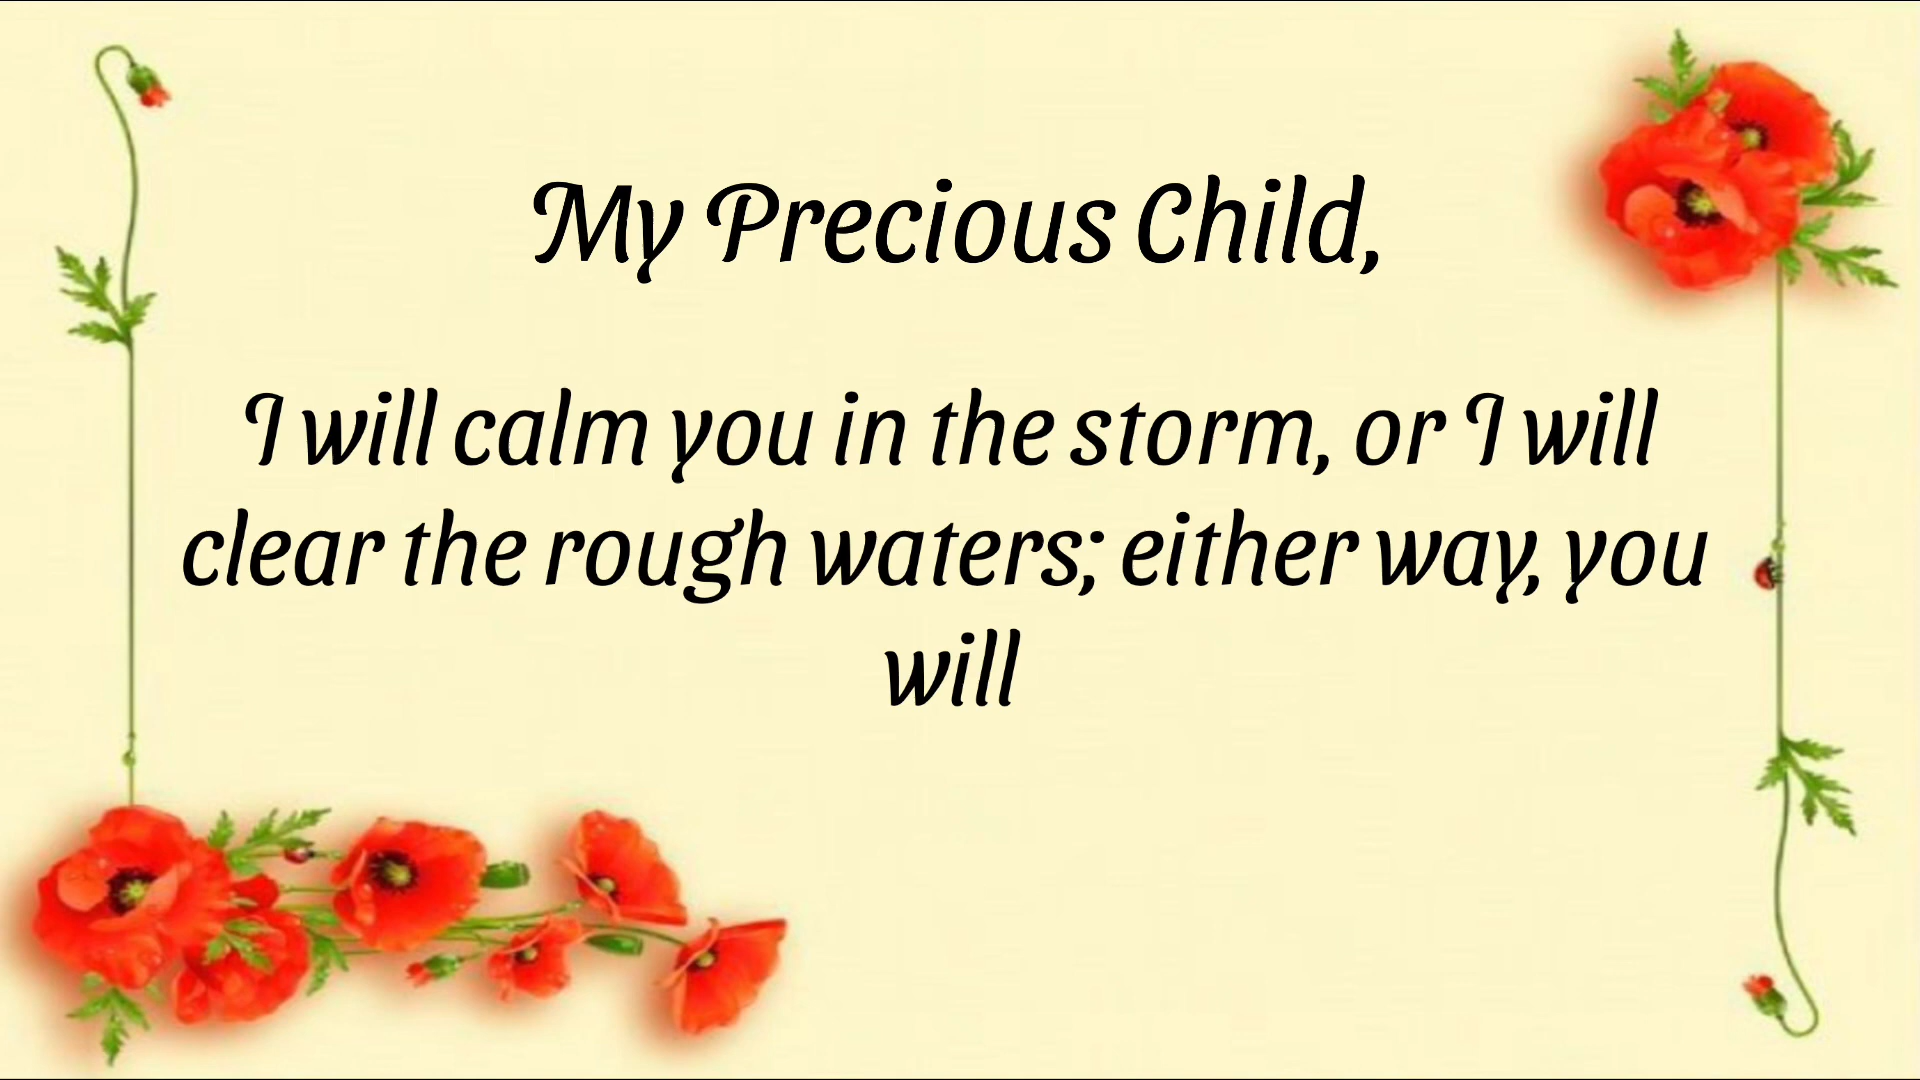 My Precious Child,
I will calm you in the storm, or I will
clear the rough waters; either way, you
will